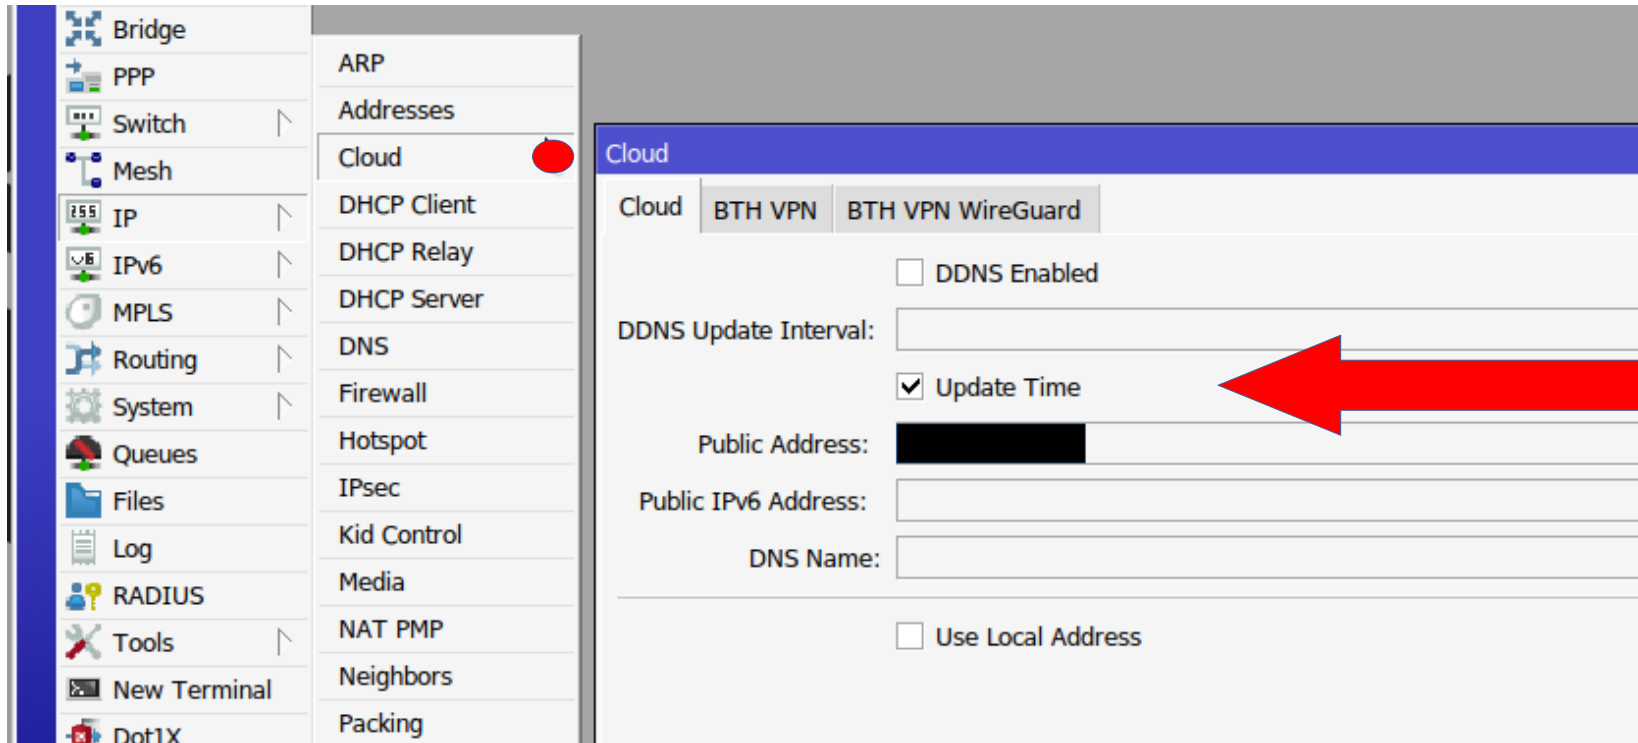 Bridge
PPP
Switch
Mesh
IP
IPv6
MPLS
Routing
System
Queues
Files
Log
RADIUS
Tools
New Terminal
Dot1X
ARP
Addresses
Cloud
DHCP Client
DHCP Relay
DHCP Server
DNS
Firewall
Hotspot
IPsec
Kid Control
Media
NAT PMP
Neighbors
Packing
Cloud
Cloud BTH VPN BTH VPN WireGuard
DDNS Enabled
DDNS Update Interval:
Update Time
Public Address:
Public IPv6 Address:
DNS Name:
Use Local Address